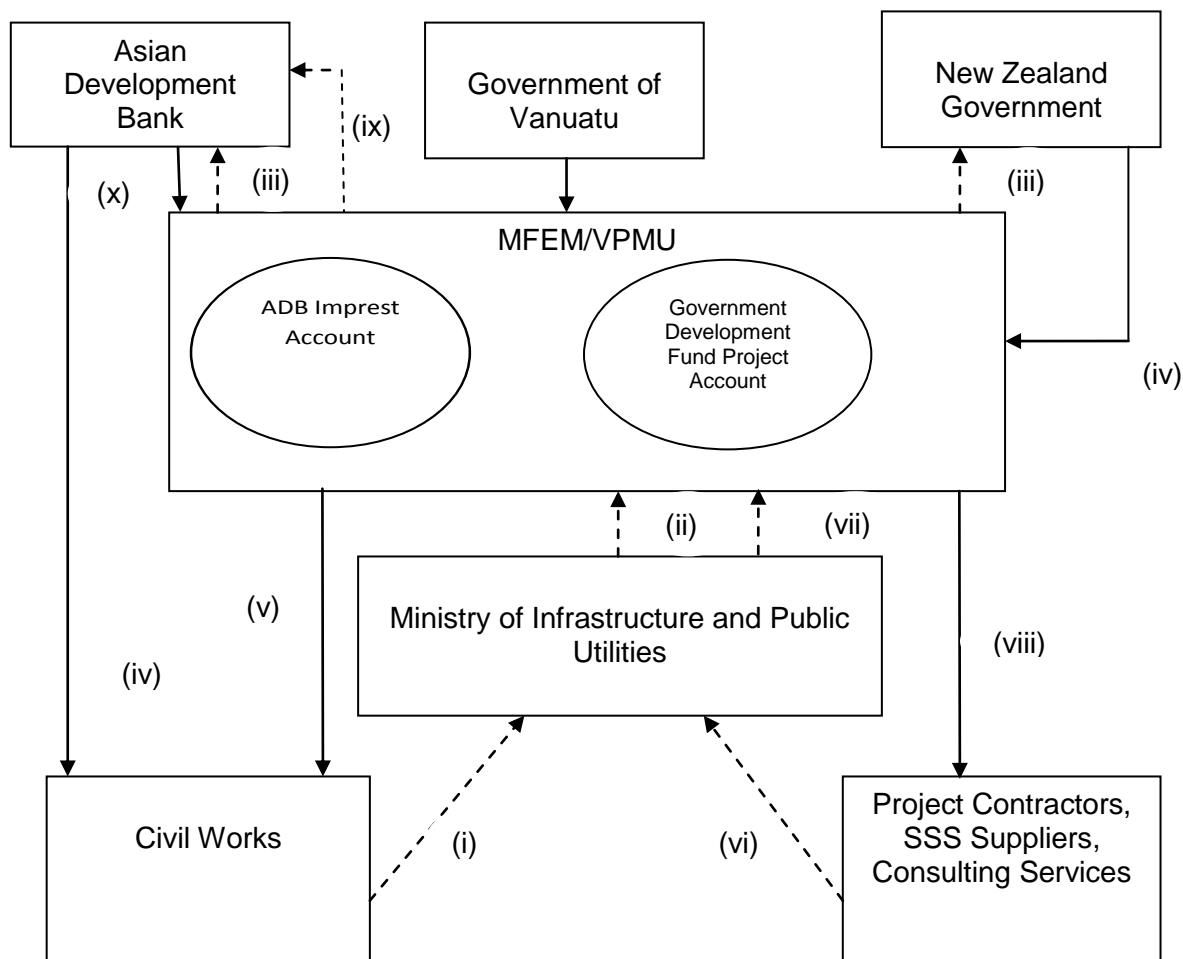 Asian
Development
Bank
Government of
Vanuatu
New Zealand
Government
(ix)
(x)
(iii)
(iii)
MFEM/VPMU
ADB Imprest
Account
Government
Development
Fund Project
Account
(iv)
(ii)
(vii)
(v)
Ministry of Infrastructure and Public
Utilities
(viii)
(iv)
Civil Works
(i)
(vi)
Project Contractors,
SSS Suppliers,
Consulting Services